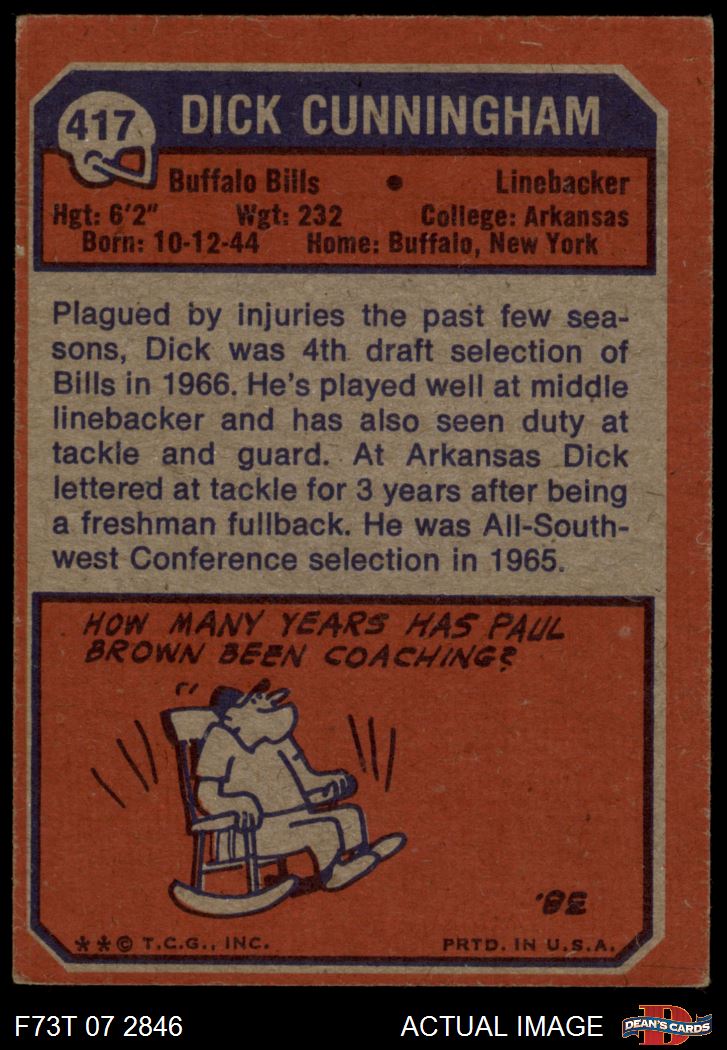 417
DICK CUNNINGHAM
Buffalo Bills • Linebacker
Hgt: 6'2" Wgt: 232 College: Arkansas
Born: 10-12-44 Home: Buffalo, New York
Plagued by injuries the past few sea-
sons, Dick was 4th draft selection of
Bills in 1966. He's played well at middle
linebacker and has also seen duty at
tackle and guard. At Arkansas Dick
lettered at tackle for 3 years after being
a freshman fullback. He was All-South-
west Conference selection in 1965.
HOW MANY YEARS HAS PAUL
BROWN BEEN COACHING?
'8E
**© T.C.G., INC. PRTD. IN U.S.A.
F73T 07 2846 ACTUAL IMAGE
D
DEAN'S CARDS